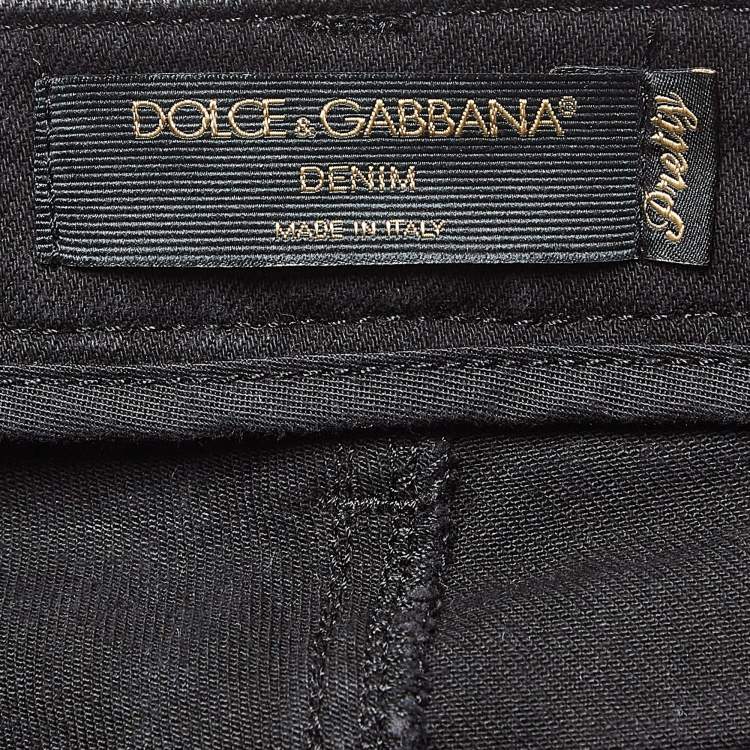 DOLCE & GABBANA®
DENIM
MADE IN ITALY
Pretty